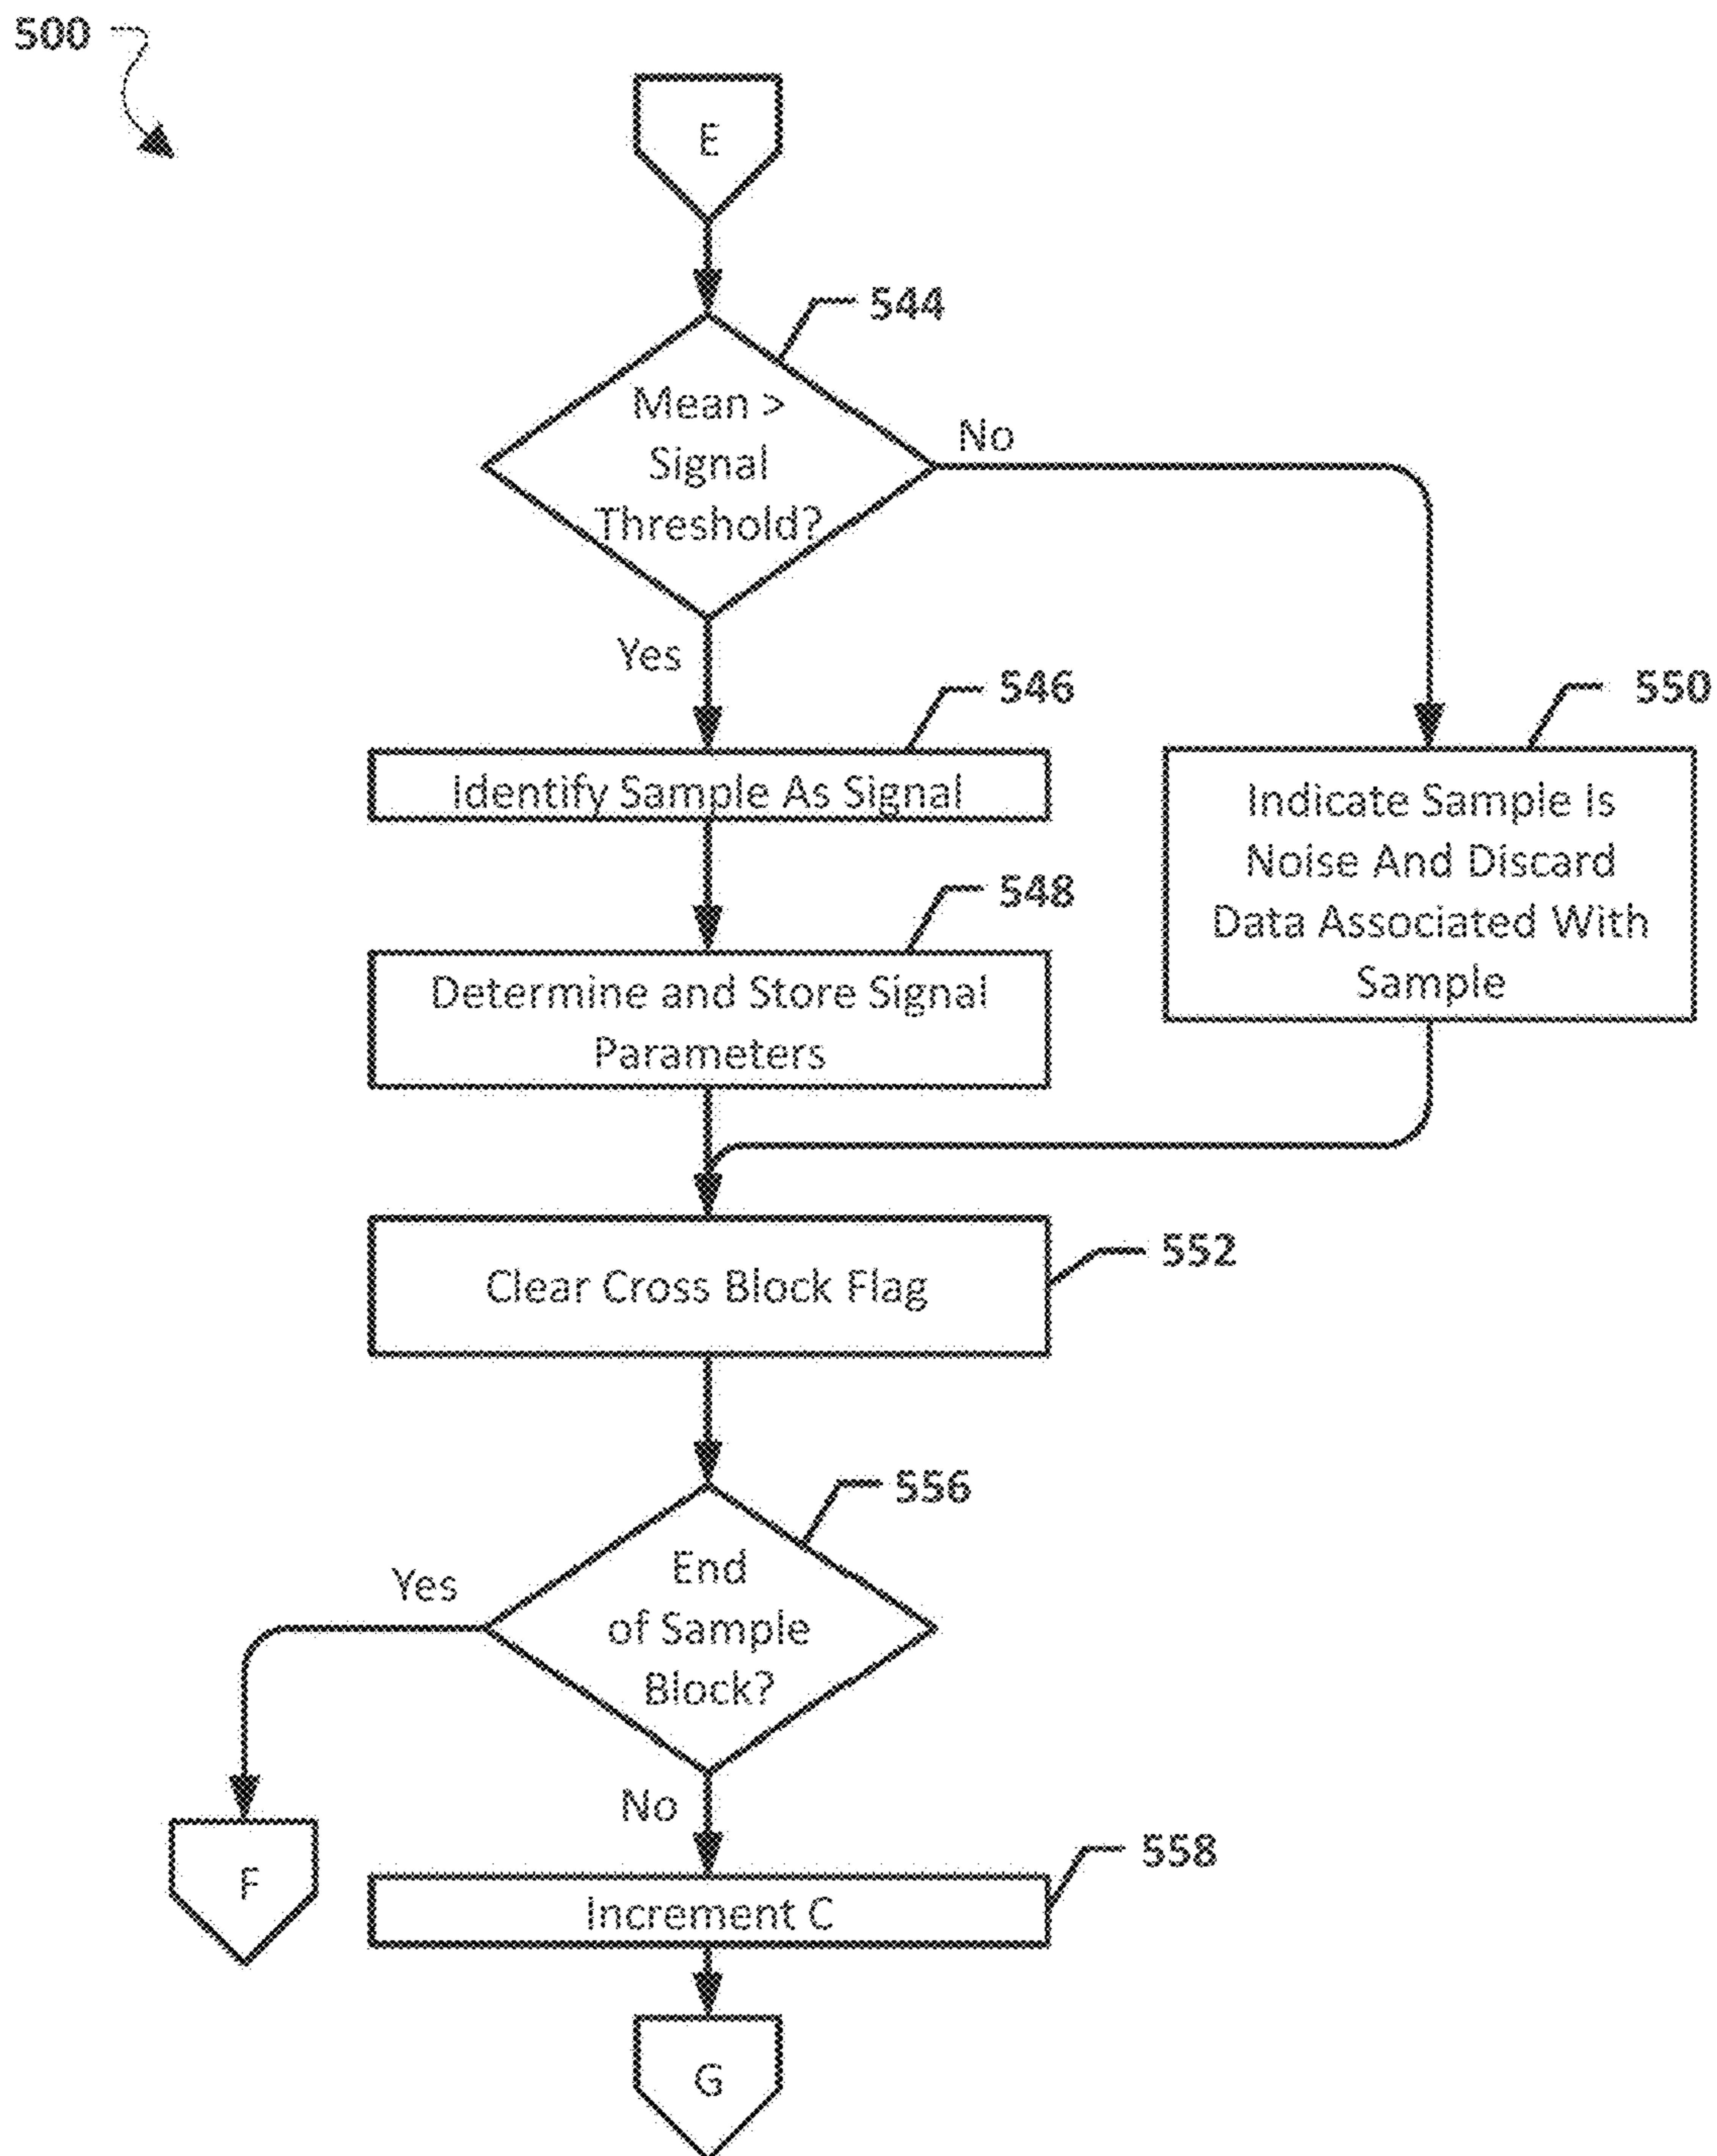 500
E
544
Mean >
Signal
Threshold?
No
Yes
546
Identify Sample As Signal
550
Indicate Sample Is
Noise And Discard
Data Associated With
Sample
548
Determine and Store Signal
Parameters
552
Clear Cross Block Flag
556
End
of Sample
Block?
Yes
No
F
558
Increment C
G